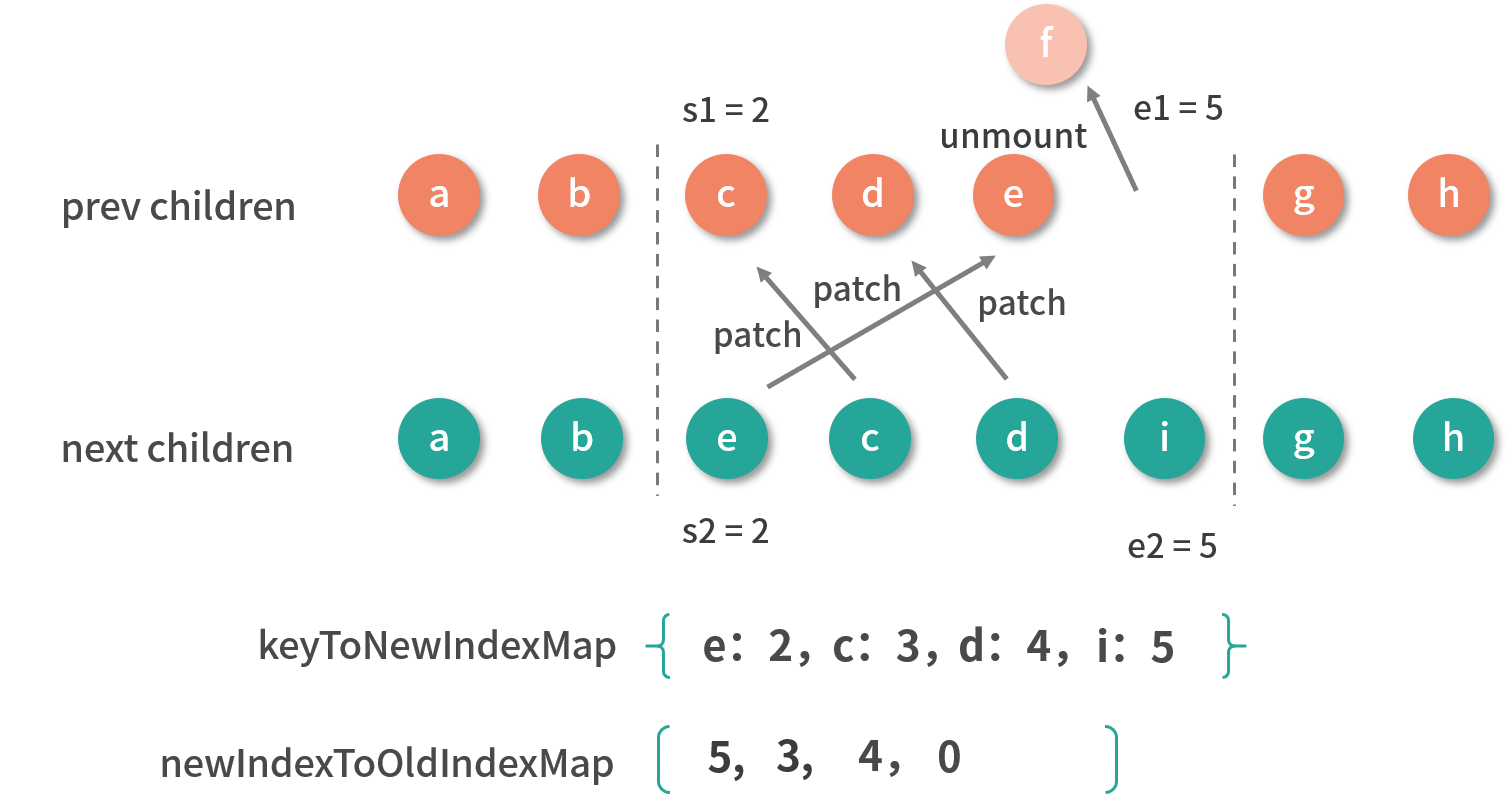 f
s1 = 2
e1 = 5
unmount
prev children a b c d e g h
patch
patch
patch
next children a b e c d i g h
s2 = 2
e2 = 5
keyToNewIndexMap { e: 2, c: 3, d: 4, i: 5 }
newIndexToOldIndexMap [ 5, 3, 4, 0 ]